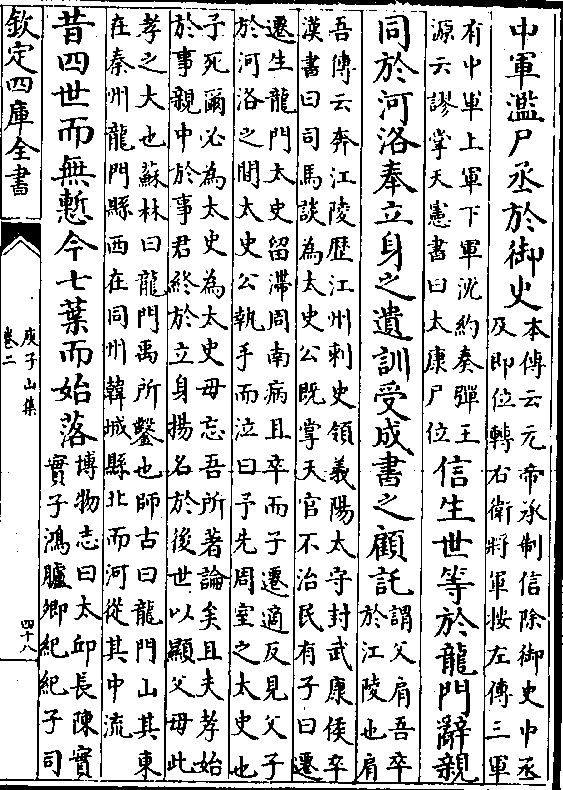 中軍濫尸丞於御史本傳云元帝承制信除御史中丞
及即位轉右衛將軍按左傳三軍
有中軍上軍下軍沈約奏彈王
源云謬掌天憲書曰太康尸位信生世等於龍門辭親
同於河洛奉立身之遺訓受成書之顧託謂父肩吾卒
於江陵也肩
吾傳云奔江陵歴江州刺史領義陽太守封武康侯卒
漢書曰司馬談為太史公既掌天官不治民有子曰遷
遷生龍門太史留滯周南病且卒而子遷適反見父子
於河洛之間太史公執手而泣曰予先周室之太史也
子死爾必為太史為太史毋忘吾所著論矣且夫孝始
於事親中於事君終於立身揚名於後世以顯父母此
孝之大也蘇林曰龍門禹所鑿也師古曰龍門山其東
在秦州龍門縣西在同州韓城縣北而河從其中流
昔四世而無慙今七葉而始落博物志曰太邱長陳實
實子鴻臚卿紀紀子司
欽定四庫全書
庾子山集
卷二
四十八